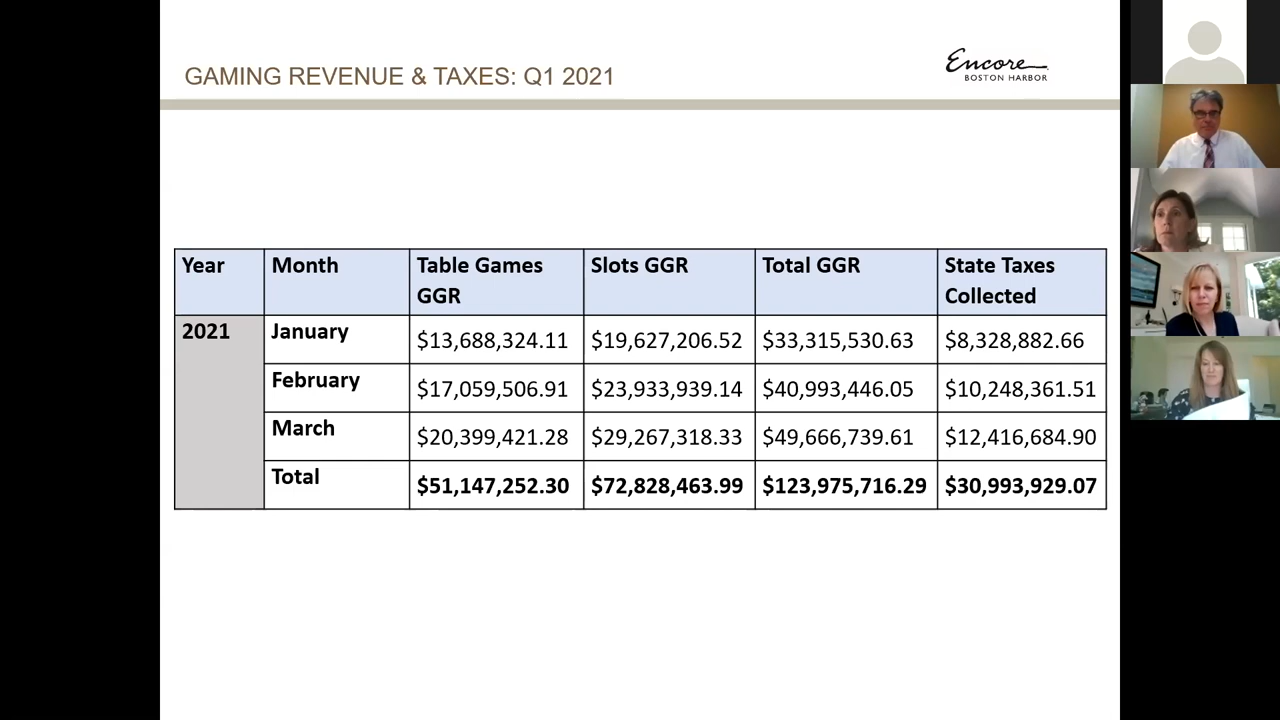 GAMING REVENUE & TAXES: Q1 2021
Encore
BOSTON HARBOR
Year Month Table Games GGR Slots GGR Total GGR State Taxes Collected
2021 January $13,688,324.11 $19,627,206.52 $33,315,530.63 $8,328,882.66
February $17,059,506.91 $23,933,939.14 $40,993,446.05 $10,248,361.51
March $20,399,421.28 $29,267,318.33 $49,666,739.61 $12,416,684.90
Total $51,147,252.30 $72,828,463.99 $123,975,716.29 $30,993,929.07